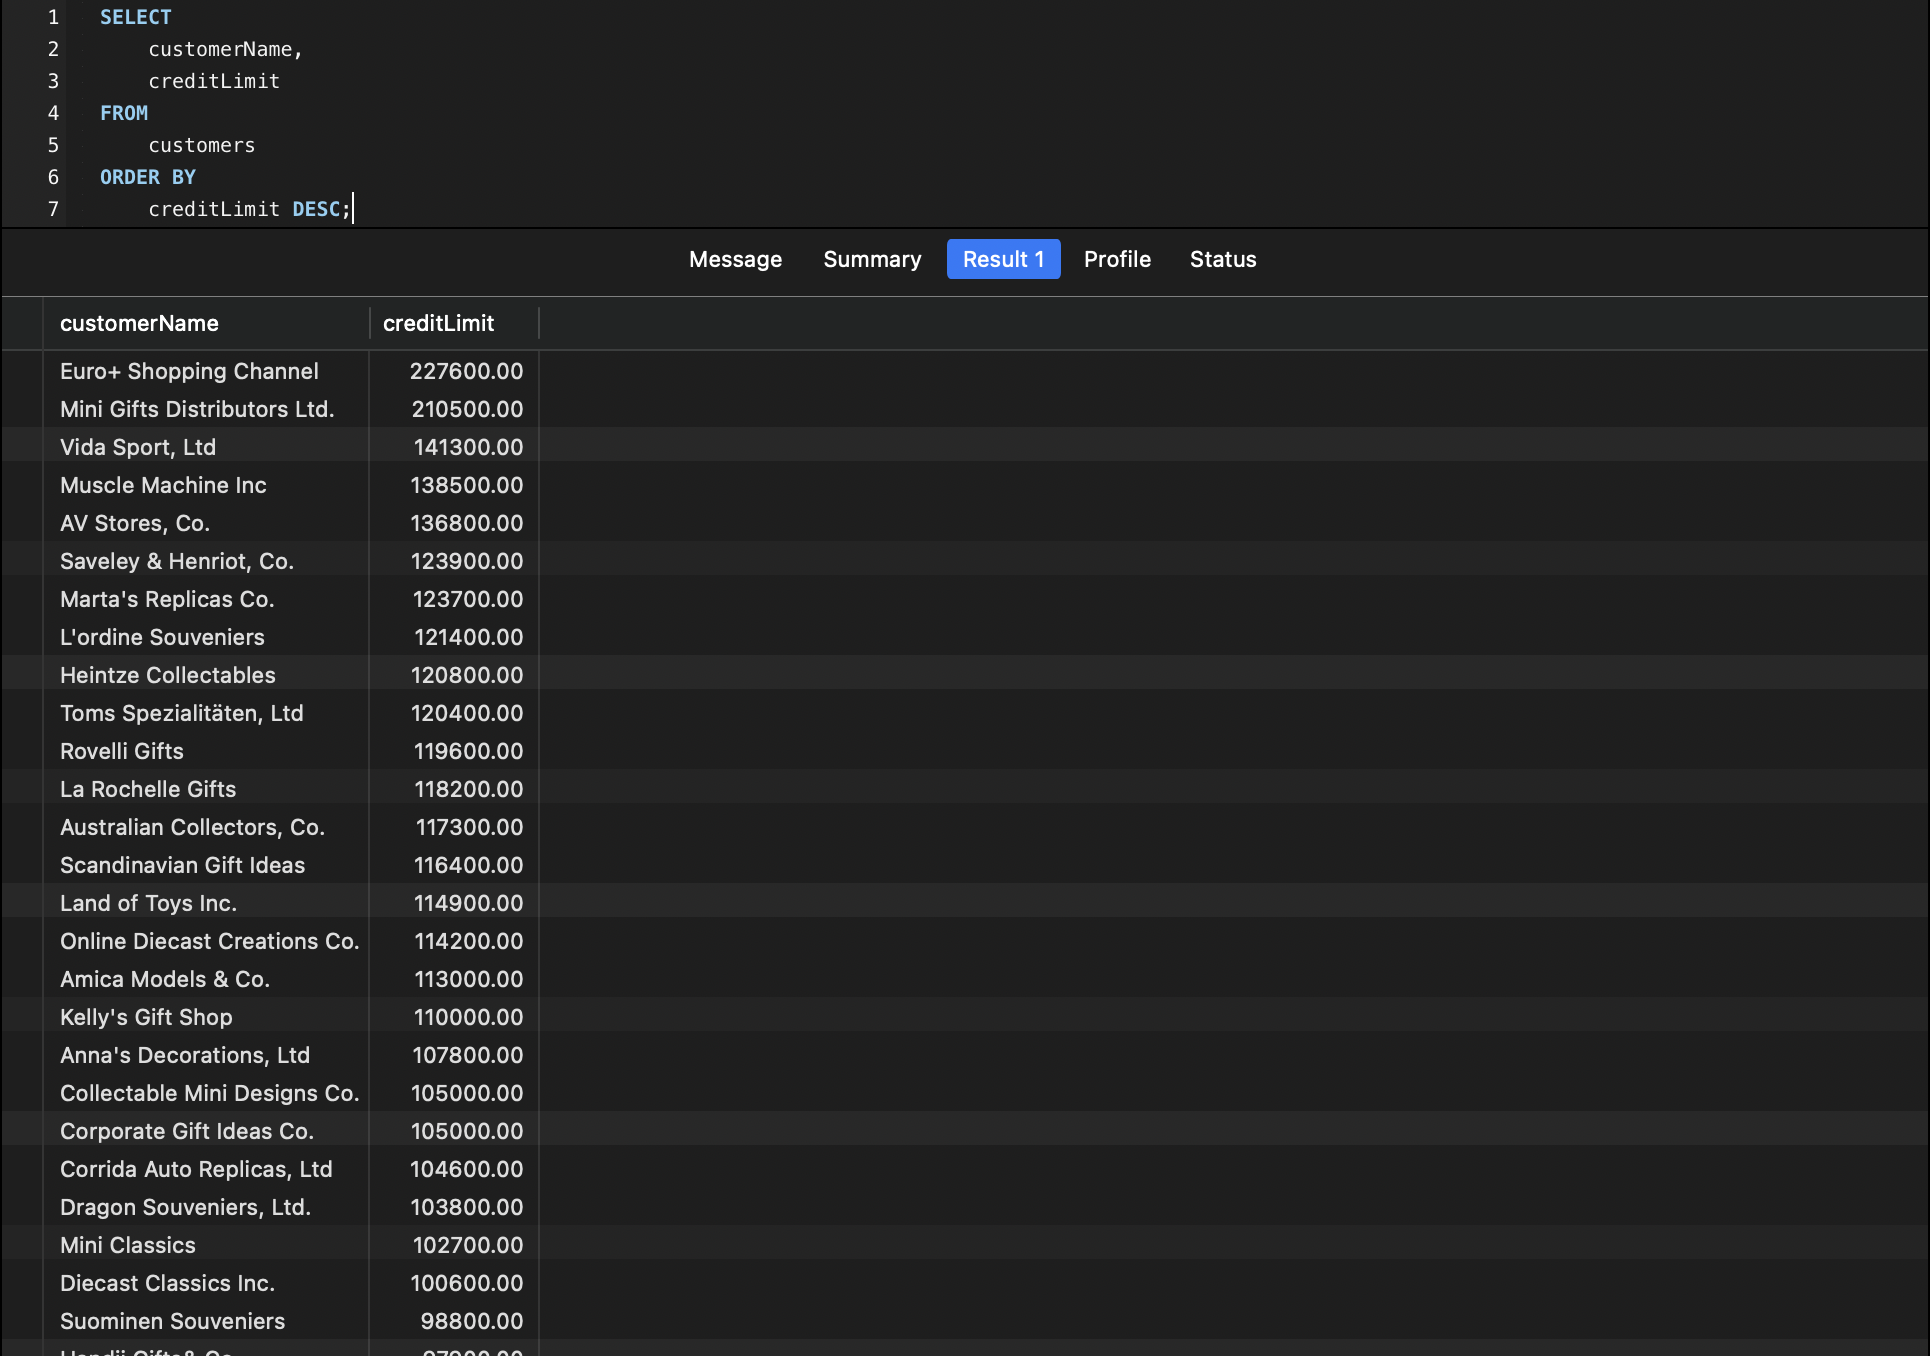 1 SELECT
2 customerName,
3 creditLimit
4 FROM
5 customers
6 ORDER BY
7 creditLimit DESC;
Message Summary Result 1 Profile Status
customerName creditLimit
Euro+ Shopping Channel 227600.00
Mini Gifts Distributors Ltd. 210500.00
Vida Sport, Ltd 141300.00
Muscle Machine Inc 138500.00
AV Stores, Co. 136800.00
Saveley & Henriot, Co. 123900.00
Marta's Replicas Co. 123700.00
L'ordine Souveniers 121400.00
Heintze Collectables 120800.00
Toms Spezialitäten, Ltd 120400.00
Rovelli Gifts 119600.00
La Rochelle Gifts 118200.00
Australian Collectors, Co. 117300.00
Scandinavian Gift Ideas 116400.00
Land of Toys Inc. 114900.00
Online Diecast Creations Co. 114200.00
Amica Models & Co. 113000.00
Kelly's Gift Shop 110000.00
Anna's Decorations, Ltd 107800.00
Collectable Mini Designs Co. 105000.00
Corporate Gift Ideas Co. 105000.00
Corrida Auto Replicas, Ltd 104600.00
Dragon Souveniers, Ltd. 103800.00
Mini Classics 102700.00
Diecast Classics Inc. 100600.00
Suominen Souveniers 98800.00